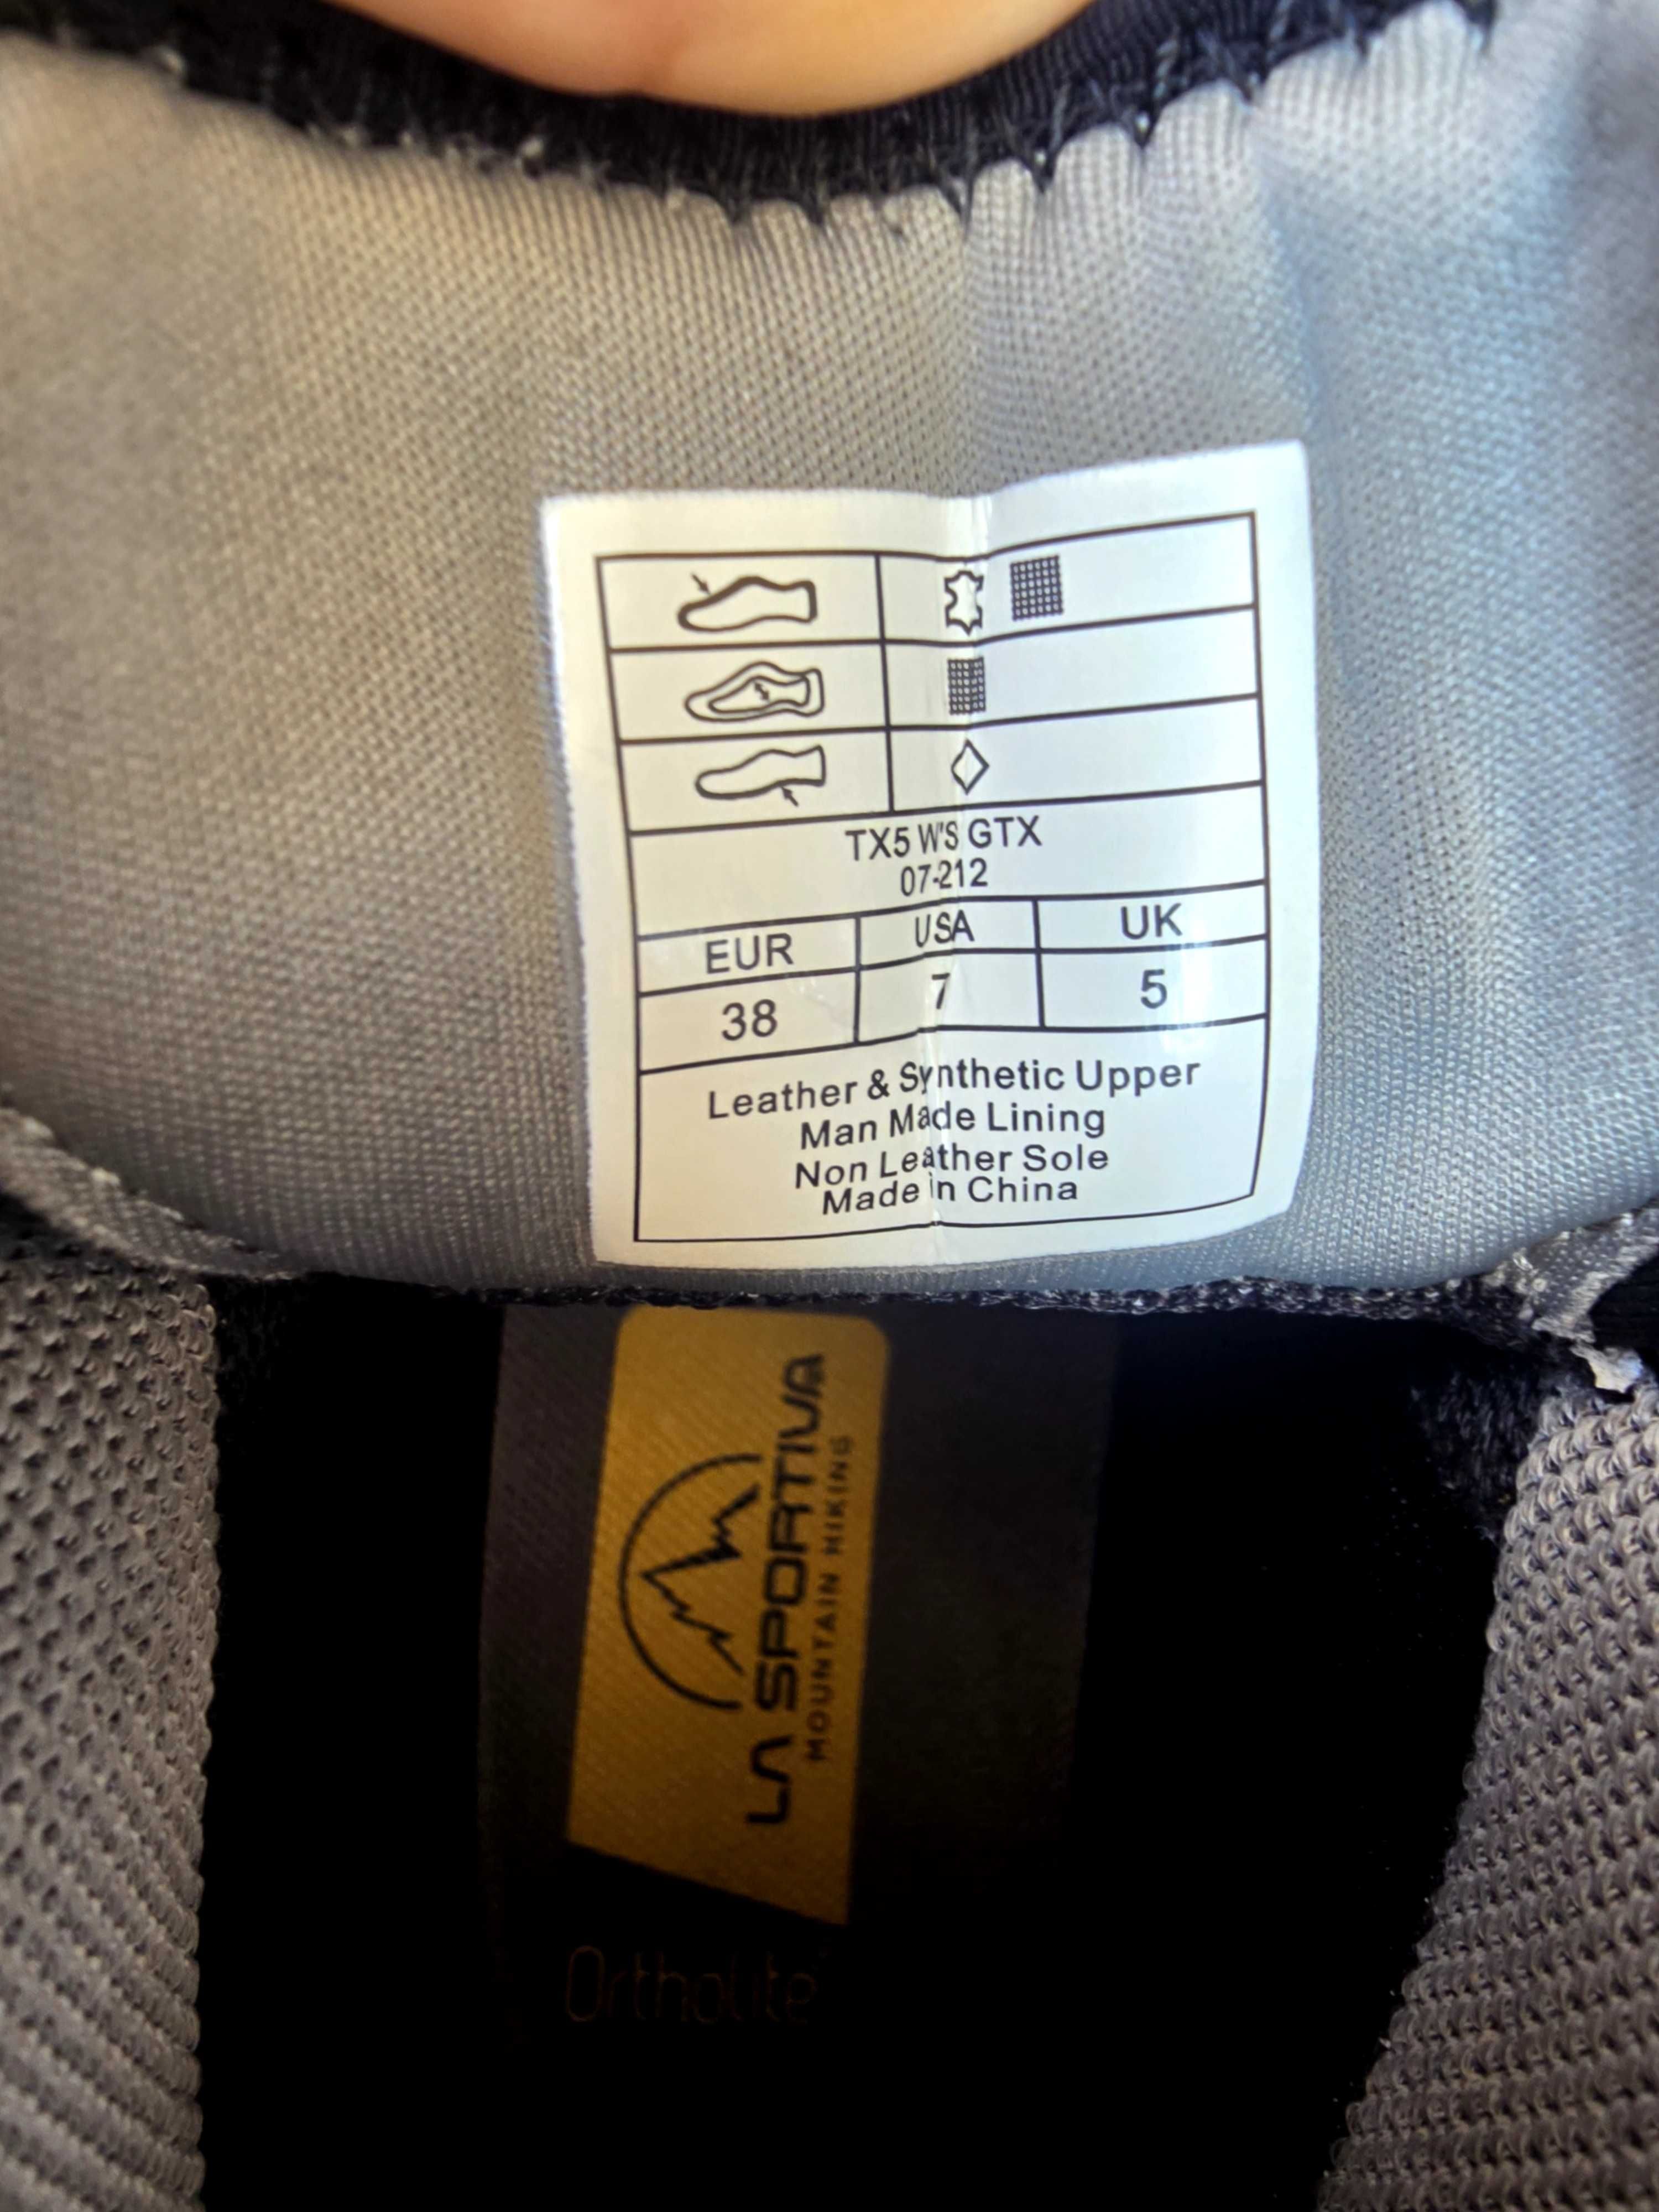 TX5 W'S GTX
07-212
EUR USA UK
38 7 5
Leather & Synthetic Upper
Man Made Lining
Non Leather Sole
Made in China
LA SPORTIVA
MOUNTAIN HIKING
Ortholite